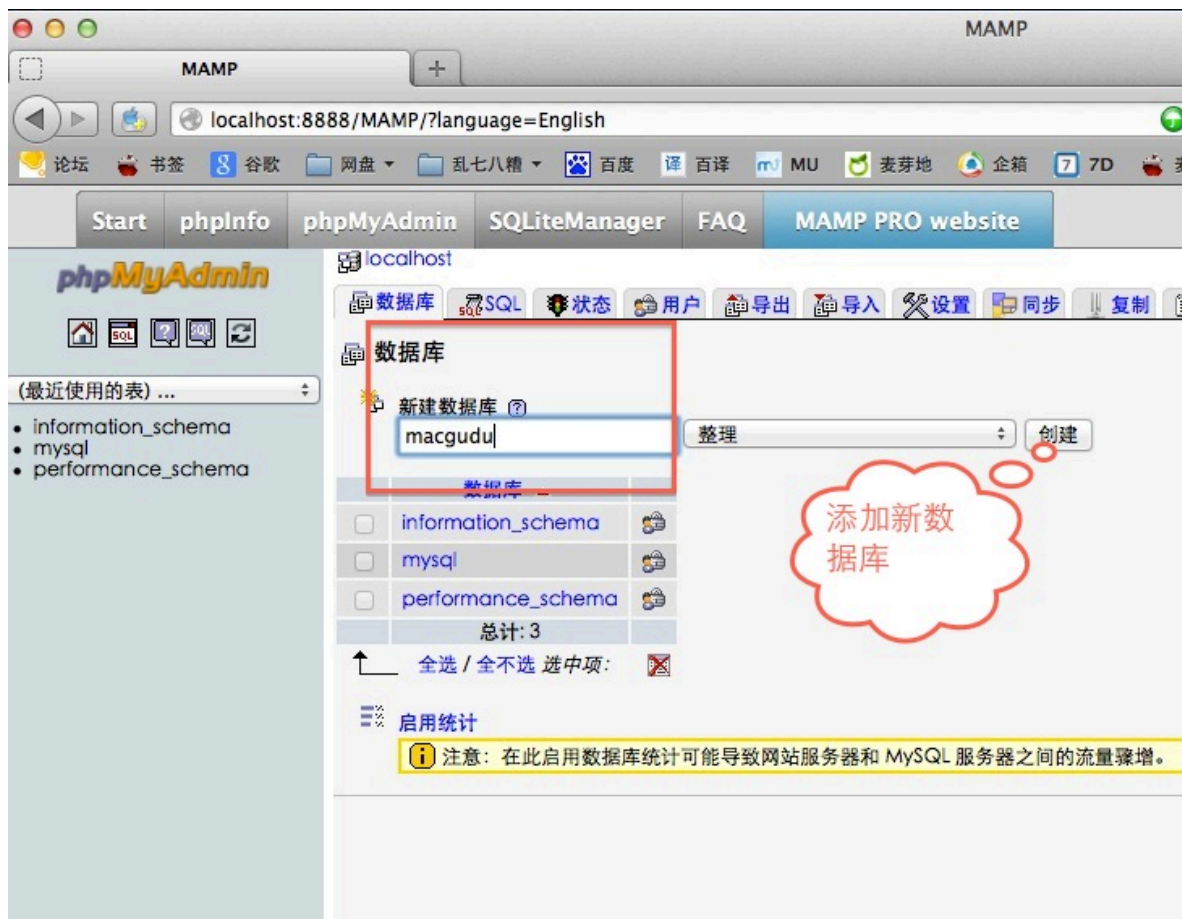 MAMP
MAMP
localhost:8888/MAMP/?language=English
论坛 书签 谷歌 网盘 乱七八糟 百度 百译 MU 麦芽地 企箱 7D
Start phpInfo phpMyAdmin SQLiteManager FAQ MAMP PRO website
phpMyAdmin
(最近使用的表) ...
information_schema
mysql
performance_schema
localhost
数据库 SQL 状态 用户 导出 导入 设置 同步 复制
数据库
新建数据库
macgudu 整理 创建
添加新数
据库
数据库
information_schema
mysql
performance_schema
总计: 3
全选 / 全不选 选中项:
启用统计
注意: 在此启用数据库统计可能导致网站服务器和 MySQL 服务器之间的流量骤增。